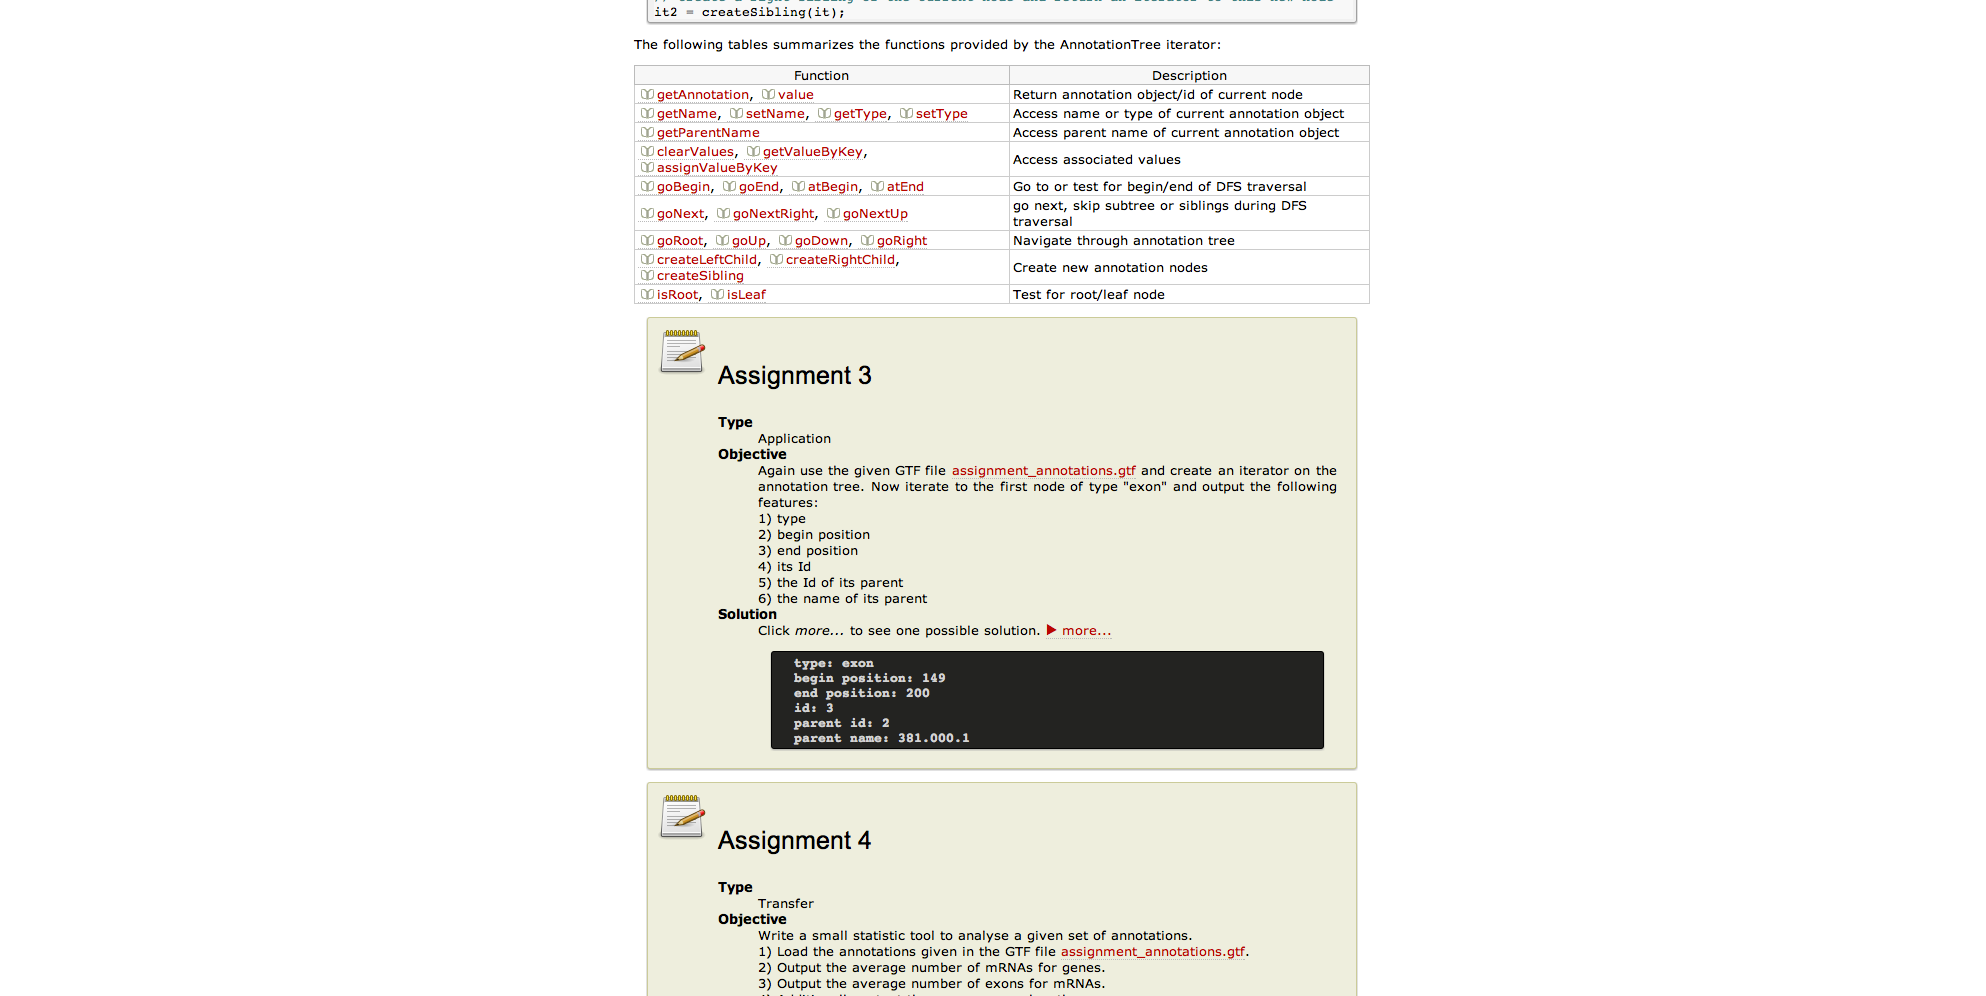 it2 = createSibling(it);
The following tables summarizes the functions provided by the AnnotationTree iterator:
Function Description
getAnnotation, value Return annotation object/id of current node
getName, setName, getType, setType Access name or type of current annotation object
getParentName Access parent name of current annotation object
clearValues, getValueByKey,
assignValueByKey
Access associated values
goBegin, goEnd, atBegin, atEnd Go to or test for begin/end of DFS traversal
goNext, goNextRight, goNextUp
go next, skip subtree or siblings during DFS
traversal
goRoot, goUp, goDown, goRight Navigate through annotation tree
createLeftChild, createRightChild,
createSibling
Create new annotation nodes
isRoot, isLeaf Test for root/leaf node
Assignment 3
Type
Application
Objective
Again use the given GTF file assignment_annotations.gtf and create an iterator on the
annotation tree. Now iterate to the first node of type "exon" and output the following
features:
1) type
2) begin position
3) end position
4) its Id
5) the Id of its parent
6) the name of its parent
Solution
Click more... to see one possible solution. ▶ more...
type: exon
begin position: 149
end position: 200
id: 3
parent id: 2
parent name: 381.000.1
Assignment 4
Type
Transfer
Objective
Write a small statistic tool to analyse a given set of annotations.
1) Load the annotations given in the GTF file assignment_annotations.gtf.
2) Output the average number of mRNAs for genes.
3) Output the average number of exons for mRNAs.